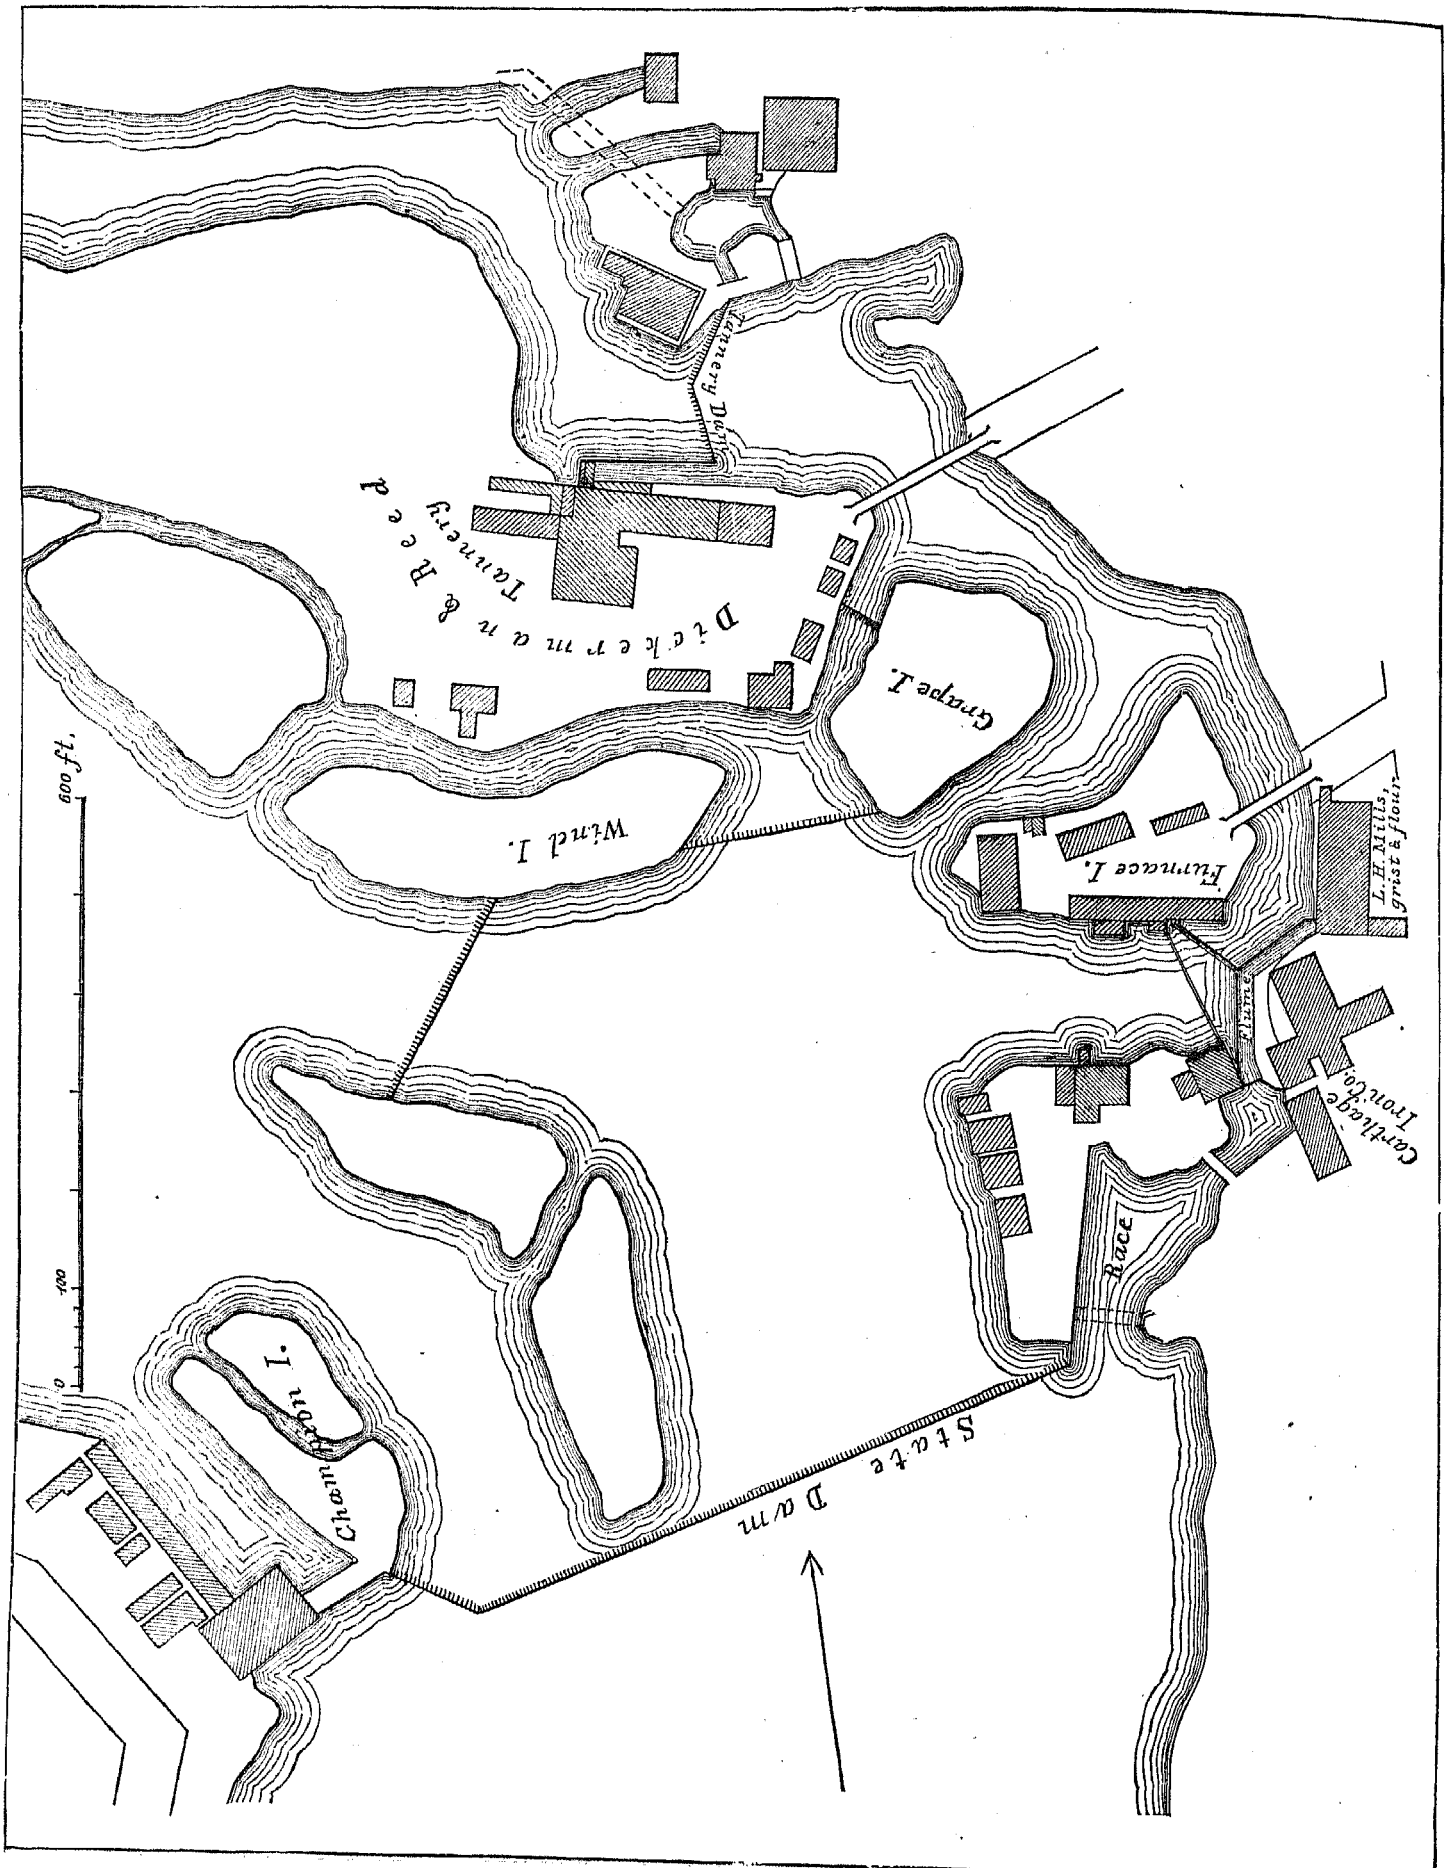 Tannery Dam
Dickerman & Reed
Tannery
Grape I.
Wind I.
600 ft.
100
0
Furnace I.
L. H. Mills,
grist & flour
Flume
Carthage
Iron Co.
Race
Champion I.
State Dam